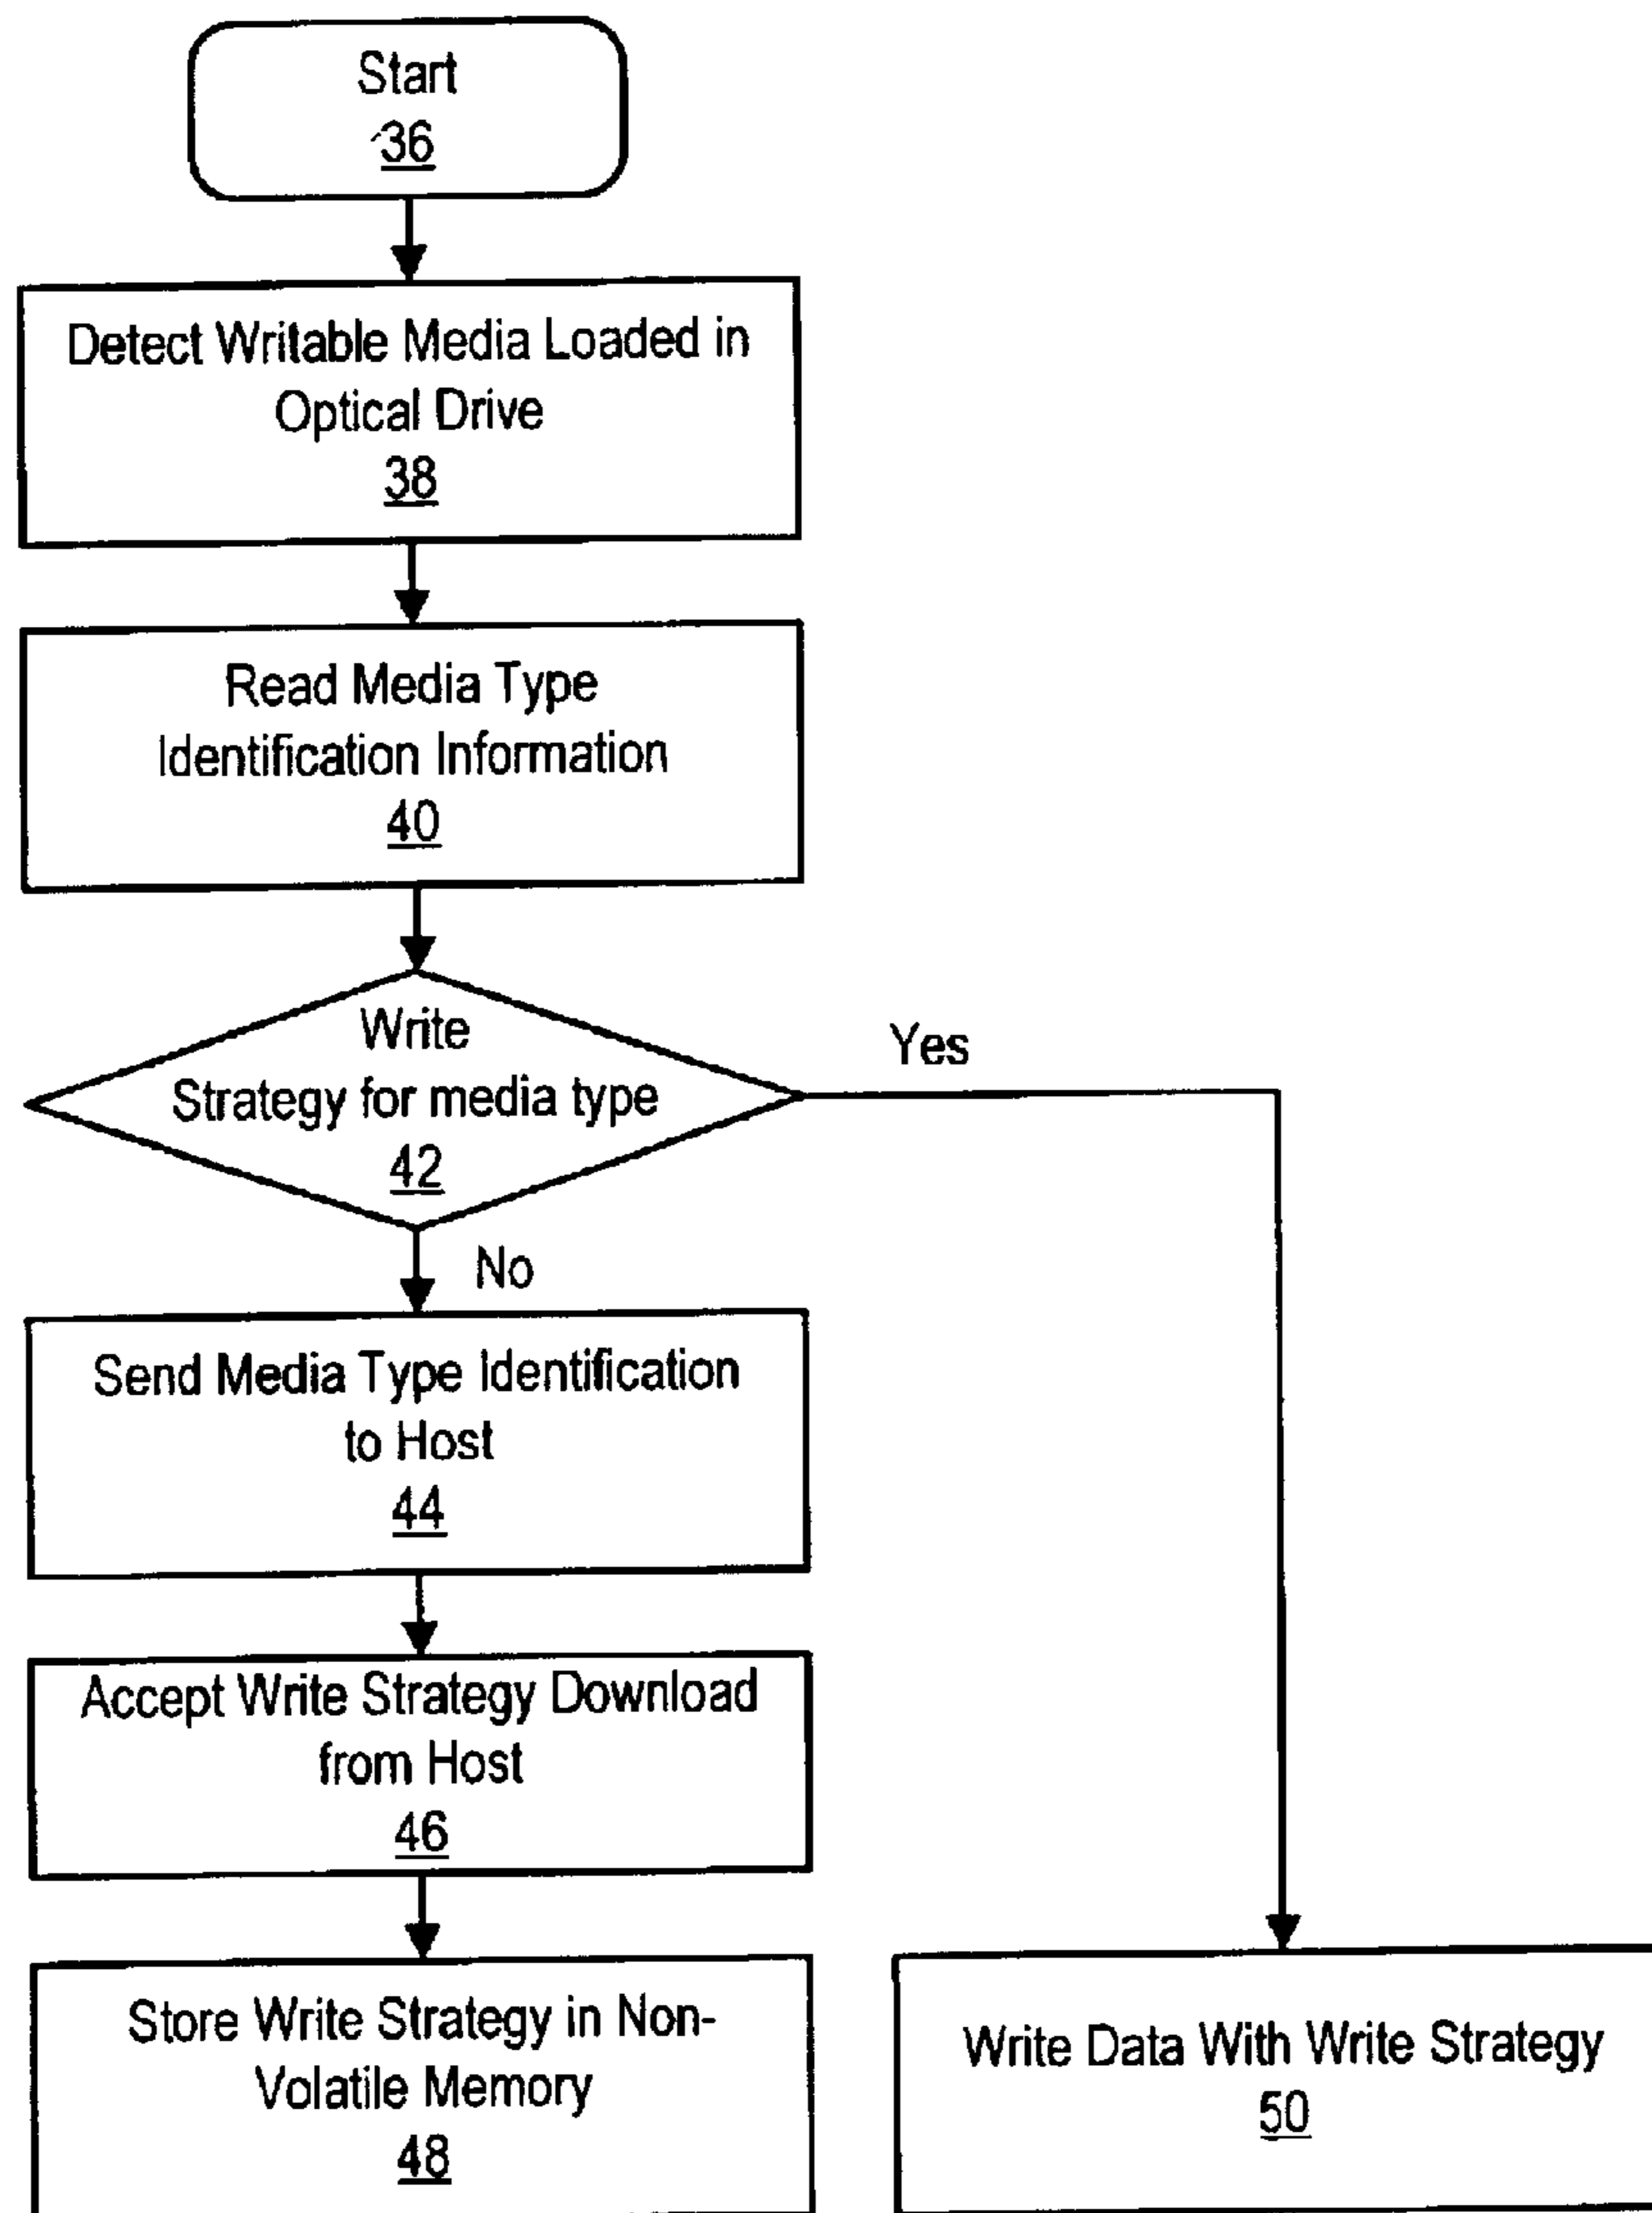 Start
36
Detect Writable Media Loaded in
Optical Drive
38
Read Media Type
Identification Information
40
Write
Strategy for media type
42
Yes
No
Send Media Type Identification
to Host
44
Accept Write Strategy Download
from Host
46
Store Write Strategy in Non-
Volatile Memory
48
Write Data With Write Strategy
50